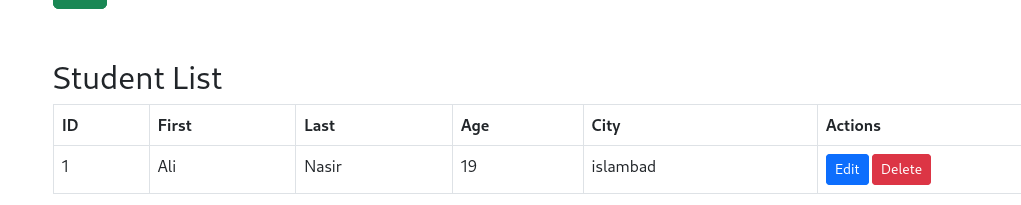 Student List
ID First Last Age City Actions
1 Ali Nasir 19 islambad Edit Delete